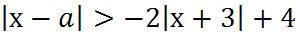 |x − a| > −2|x + 3| + 4